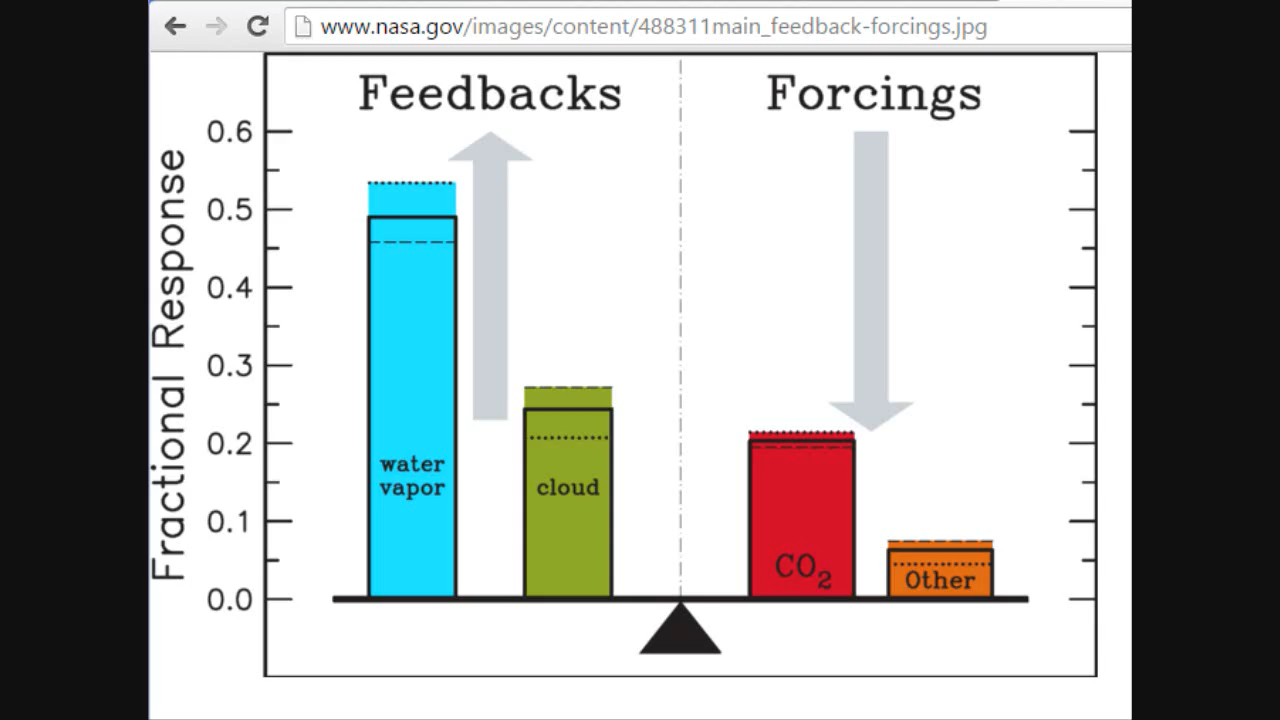 www.nasa.gov/images/content/488311main_feedback-forcings.jpg
Feedbacks
Forcings
Fractional Response
0.6
0.5
0.4
0.3
0.2
0.1
0.0
water
vapor
cloud
CO2
Other